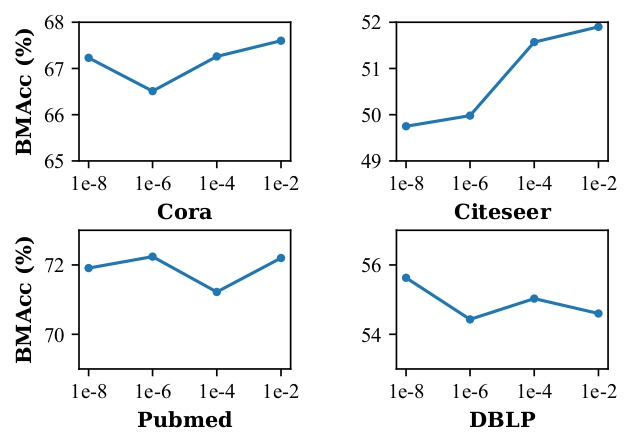 BMAcc (%)
68
67
66
65
1e-8 1e-6 1e-4 1e-2
Cora
52
51
50
49
1e-8 1e-6 1e-4 1e-2
Citeseer
BMAcc (%)
72
70
1e-8 1e-6 1e-4 1e-2
Pubmed
56
54
1e-8 1e-6 1e-4 1e-2
DBLP